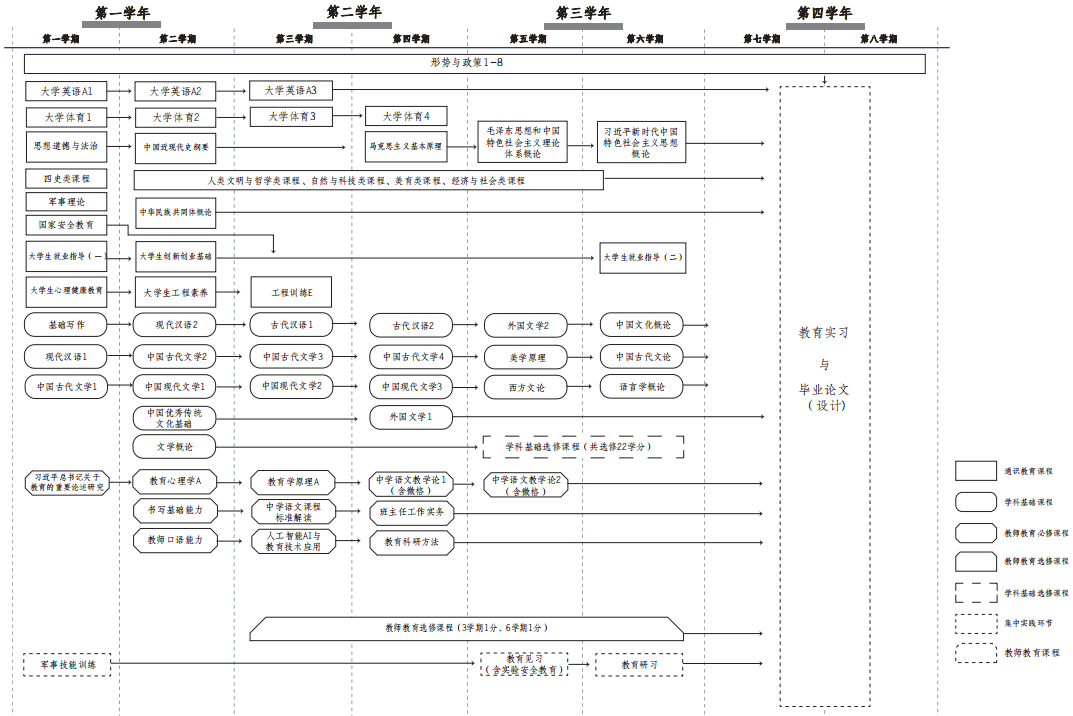 第一学年
第二学年
第三学年
第四学年
第一学期
第二学期
第三学期
第四学期
第五学期
第六学期
第七学期
第八学期
形势与政策1-8
大学英语A1
大学英语A2
大学英语A3
大学体育1
大学体育2
大学体育3
大学体育4
思想道德与法治
中国近现代史纲要
马克思主义基本原理
毛泽东思想和中国
特色社会主义理论
体系概论
习近平新时代中国
特色社会主义思想
概论
四史类课程
人类文明与哲学类课程、自然与科技类课程、美育类课程、经济与社会类课程
军事理论
中华民族共同体概论
国家安全教育
大学生就业指导（一）
大学生创新创业基础
大学生就业指导（二）
大学生心理健康教育
大学生工程素养
工程训练E
基础写作
现代汉语2
古代汉语1
古代汉语2
外国文学2
中国文化概论
现代汉语1
中国古代文学2
中国古代文学3
中国古代文学4
美学原理
中国古代文论
中国古代文学1
中国现代文学1
中国现代文学2
中国现代文学3
西方文论
语言学概论
中国优秀传统
文化基础
外国文学1
文学概论
学科基础选修课程（共选修22学分）
习近平总书记关于
教育的重要论述研究
教育心理学A
教育学原理A
中学语文教学论1
（含微格）
中学语文教学论2
（含微格）
书写基础能力
中学语文课程
标准解读
班主任工作实务
教师口语能力
人工智能AI与
教育技术应用
教育科研方法
教师教育选修课程（3学期1分，6学期1分）
军事技能训练
教育见习
（含实验安全教育）
教育研习
教育实习
与
毕业论文
（设计）
通识教育课程
学科基础课程
教师教育必修课程
教师教育选修课程
学科基础选修课程
集中实践环节
教师教育课程